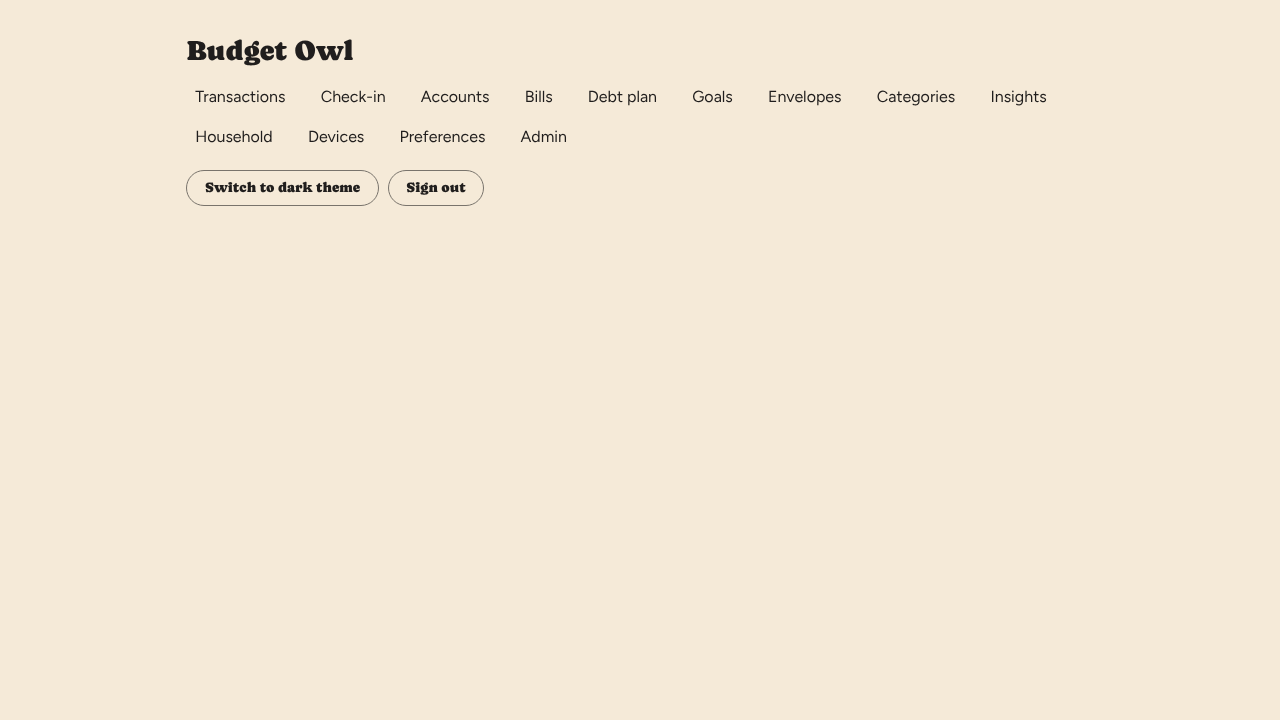 Budget Owl
Transactions Check-in Accounts Bills Debt plan Goals Envelopes Categories Insights
Household Devices Preferences Admin
Switch to dark theme Sign out